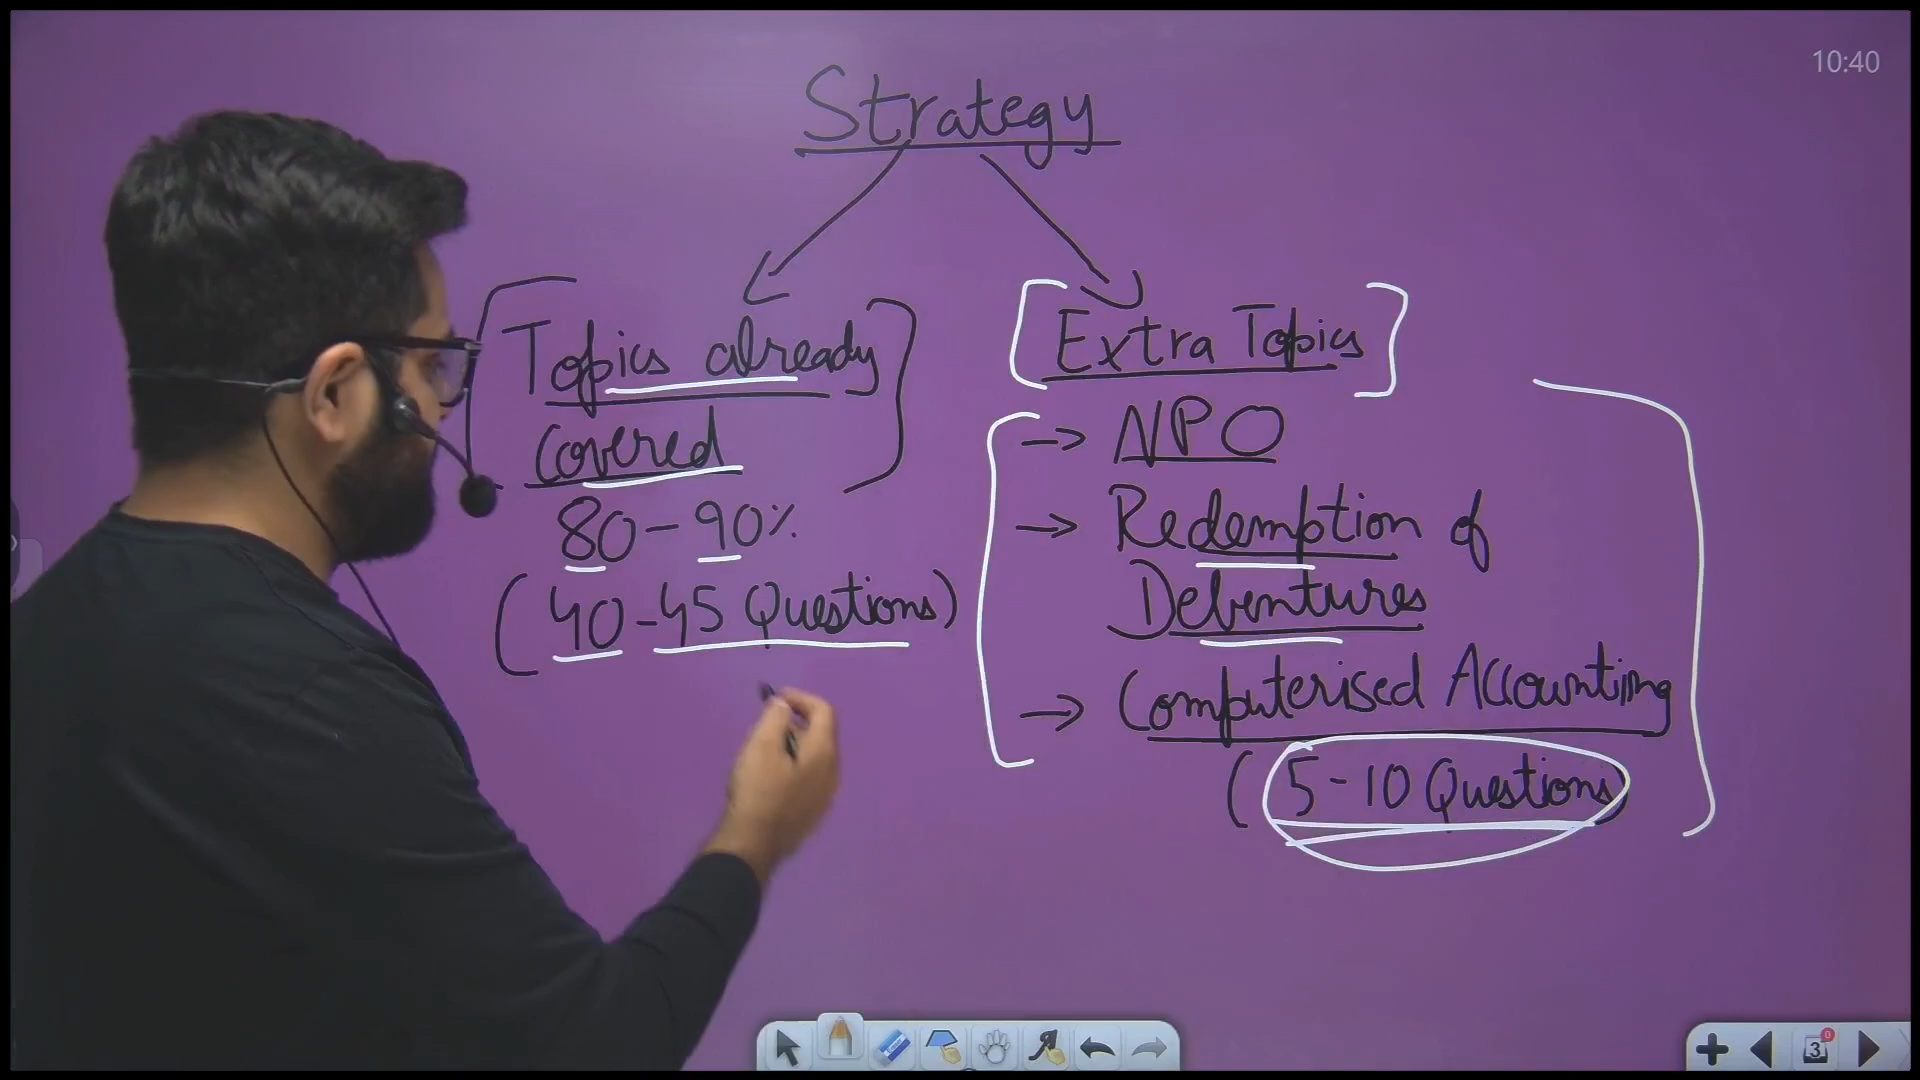 10:40
Strategy
Topics already
covered
80-90%
(40-45 Questions)
Extra Topics
→ NPO
→ Redemption of
Debentures
→ Computerised Accounting
(5-10 Questions)
3
0